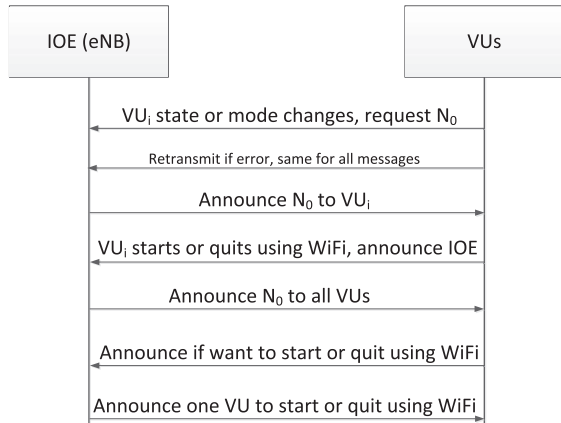 IOE (eNB)
VUs
VUᵢ state or mode changes, request N₀
Retransmit if error, same for all messages
Announce N₀ to VUᵢ
VUᵢ starts or quits using WiFi, announce IOE
Announce N₀ to all VUs
Announce if want to start or quit using WiFi
Announce one VU to start or quit using WiFi